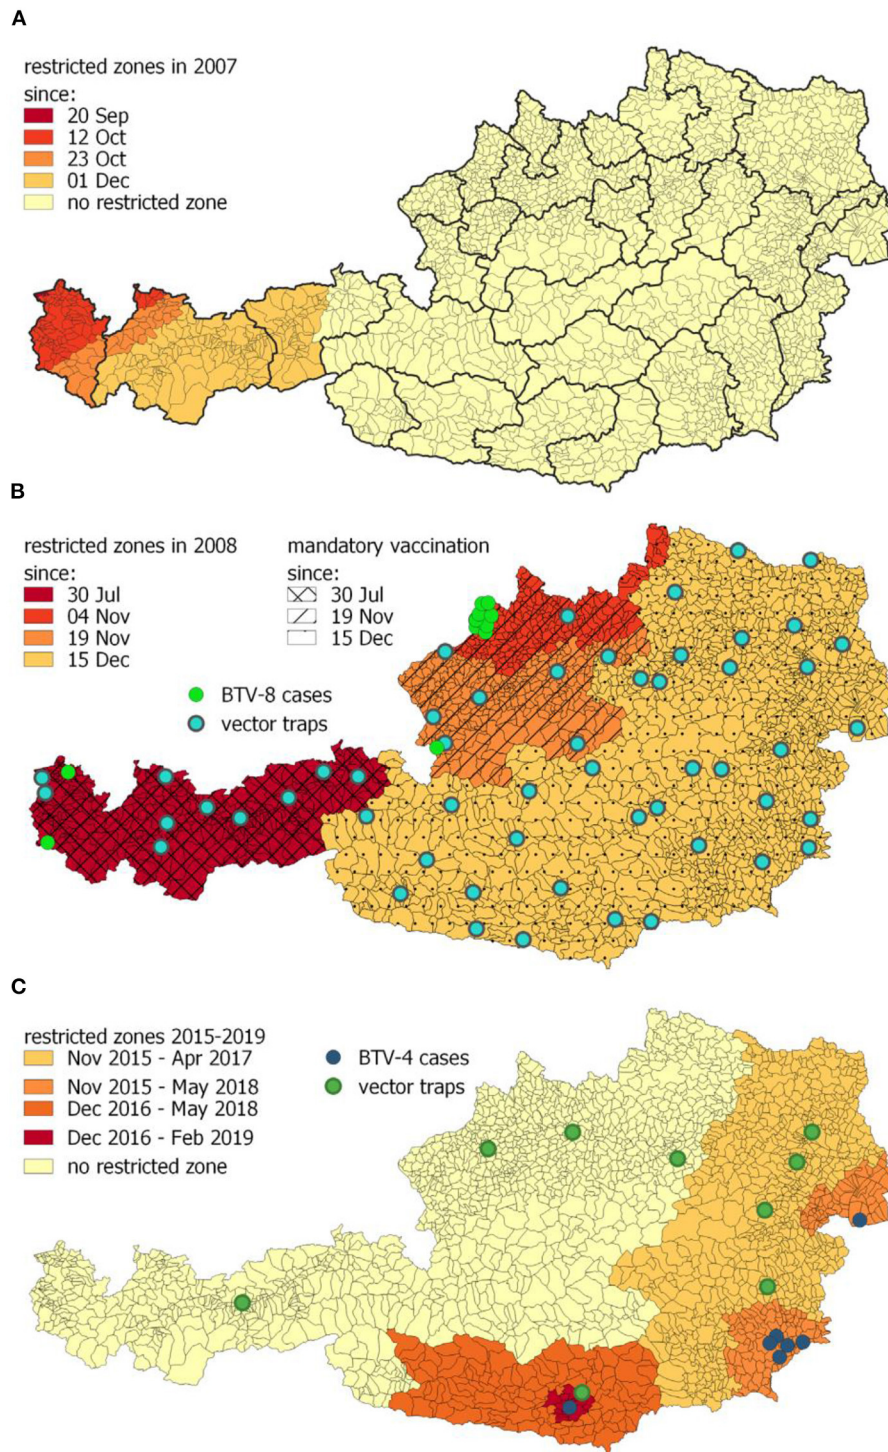 A
restricted zones in 2007
since:
20 Sep
12 Oct
23 Oct
01 Dec
no restricted zone
B
restricted zones in 2008
since:
30 Jul
04 Nov
19 Nov
15 Dec
mandatory vaccination
since:
30 Jul
19 Nov
15 Dec
BTV-8 cases
vector traps
C
restricted zones 2015-2019
Nov 2015 - Apr 2017
Nov 2015 - May 2018
Dec 2016 - May 2018
Dec 2016 - Feb 2019
no restricted zone
BTV-4 cases
vector traps